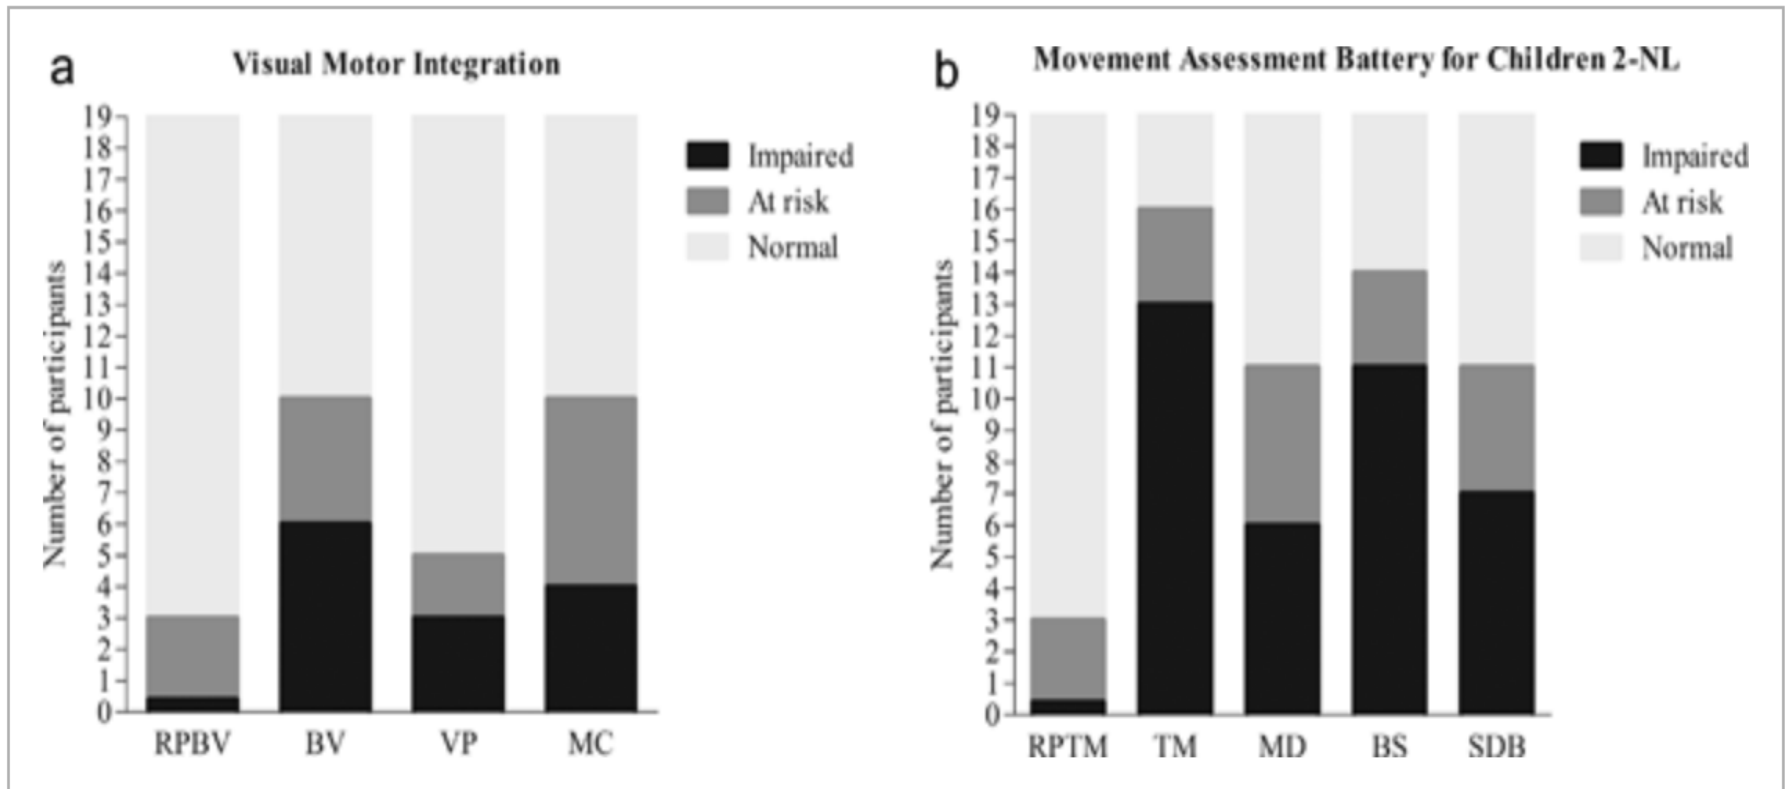 a
Visual Motor Integration
Number of participants
19
18
17
16
15
14
13
12
11
10
9
8
7
6
5
4
3
2
1
0
RPBV BV VP MC
Impaired
At risk
Normal
b
Movement Assessment Battery for Children 2-NL
Number of participants
19
18
17
16
15
14
13
12
11
10
9
8
7
6
5
4
3
2
1
0
RPTM TM MD BS SDB
Impaired
At risk
Normal